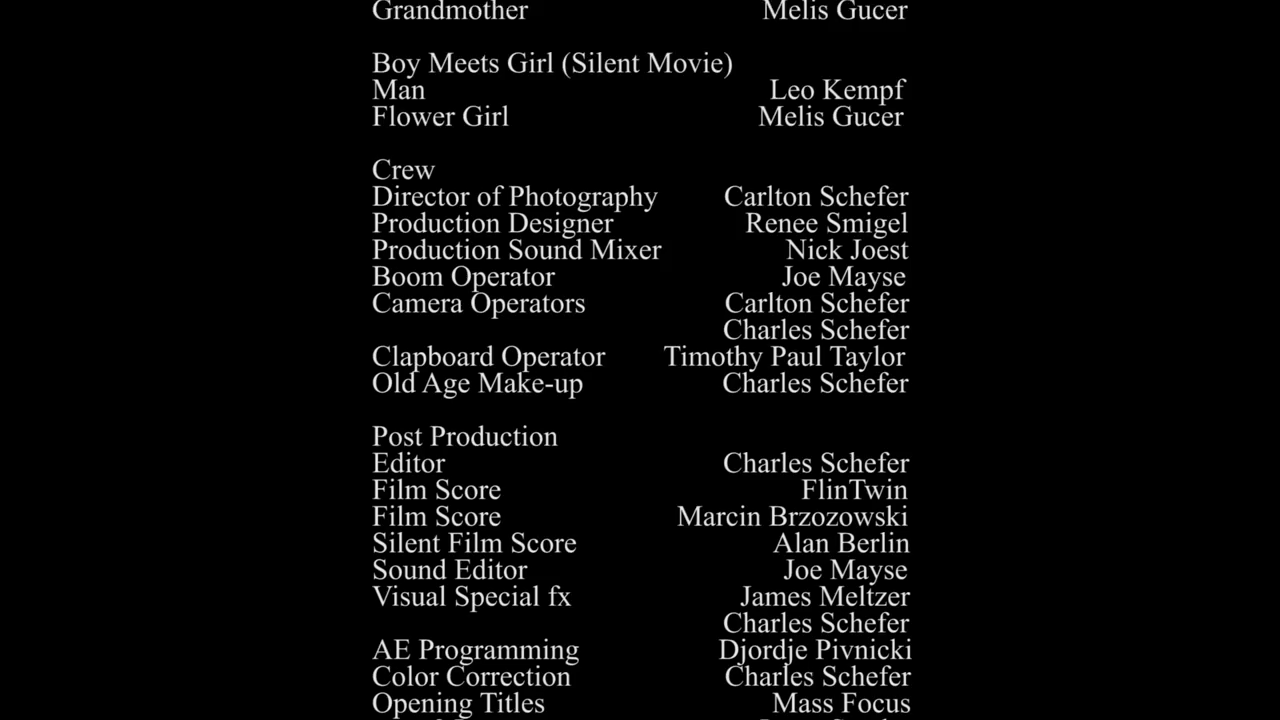 Grandmother Melis Gucer
Boy Meets Girl (Silent Movie)
Man Leo Kempf
Flower Girl Melis Gucer
Crew
Director of Photography Carlton Schefer
Production Designer Renee Smigel
Production Sound Mixer Nick Joest
Boom Operator Joe Mayse
Camera Operators Carlton Schefer
Charles Schefer
Clapboard Operator Timothy Paul Taylor
Old Age Make-up Charles Schefer
Post Production
Editor Charles Schefer
Film Score FlinTwin
Film Score Marcin Brzozowski
Silent Film Score Alan Berlin
Sound Editor Joe Mayse
Visual Special fx James Meltzer
Charles Schefer
AE Programming Djordje Pivnicki
Color Correction Charles Schefer
Opening Titles Mass Focus